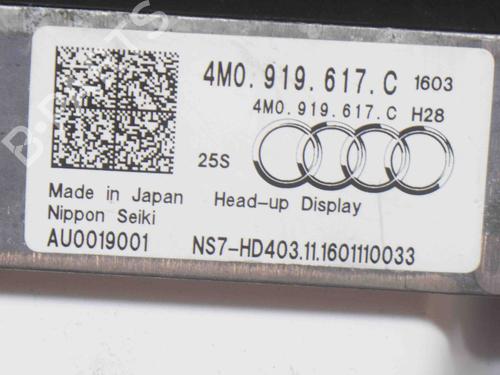 4M0.919.617.C 1603
4M0.919.617.C H28
25S
Made in Japan
Nippon Seiki
Head-up Display
AU0019001
NS7-HD403.11.1601110033
B-PARTS